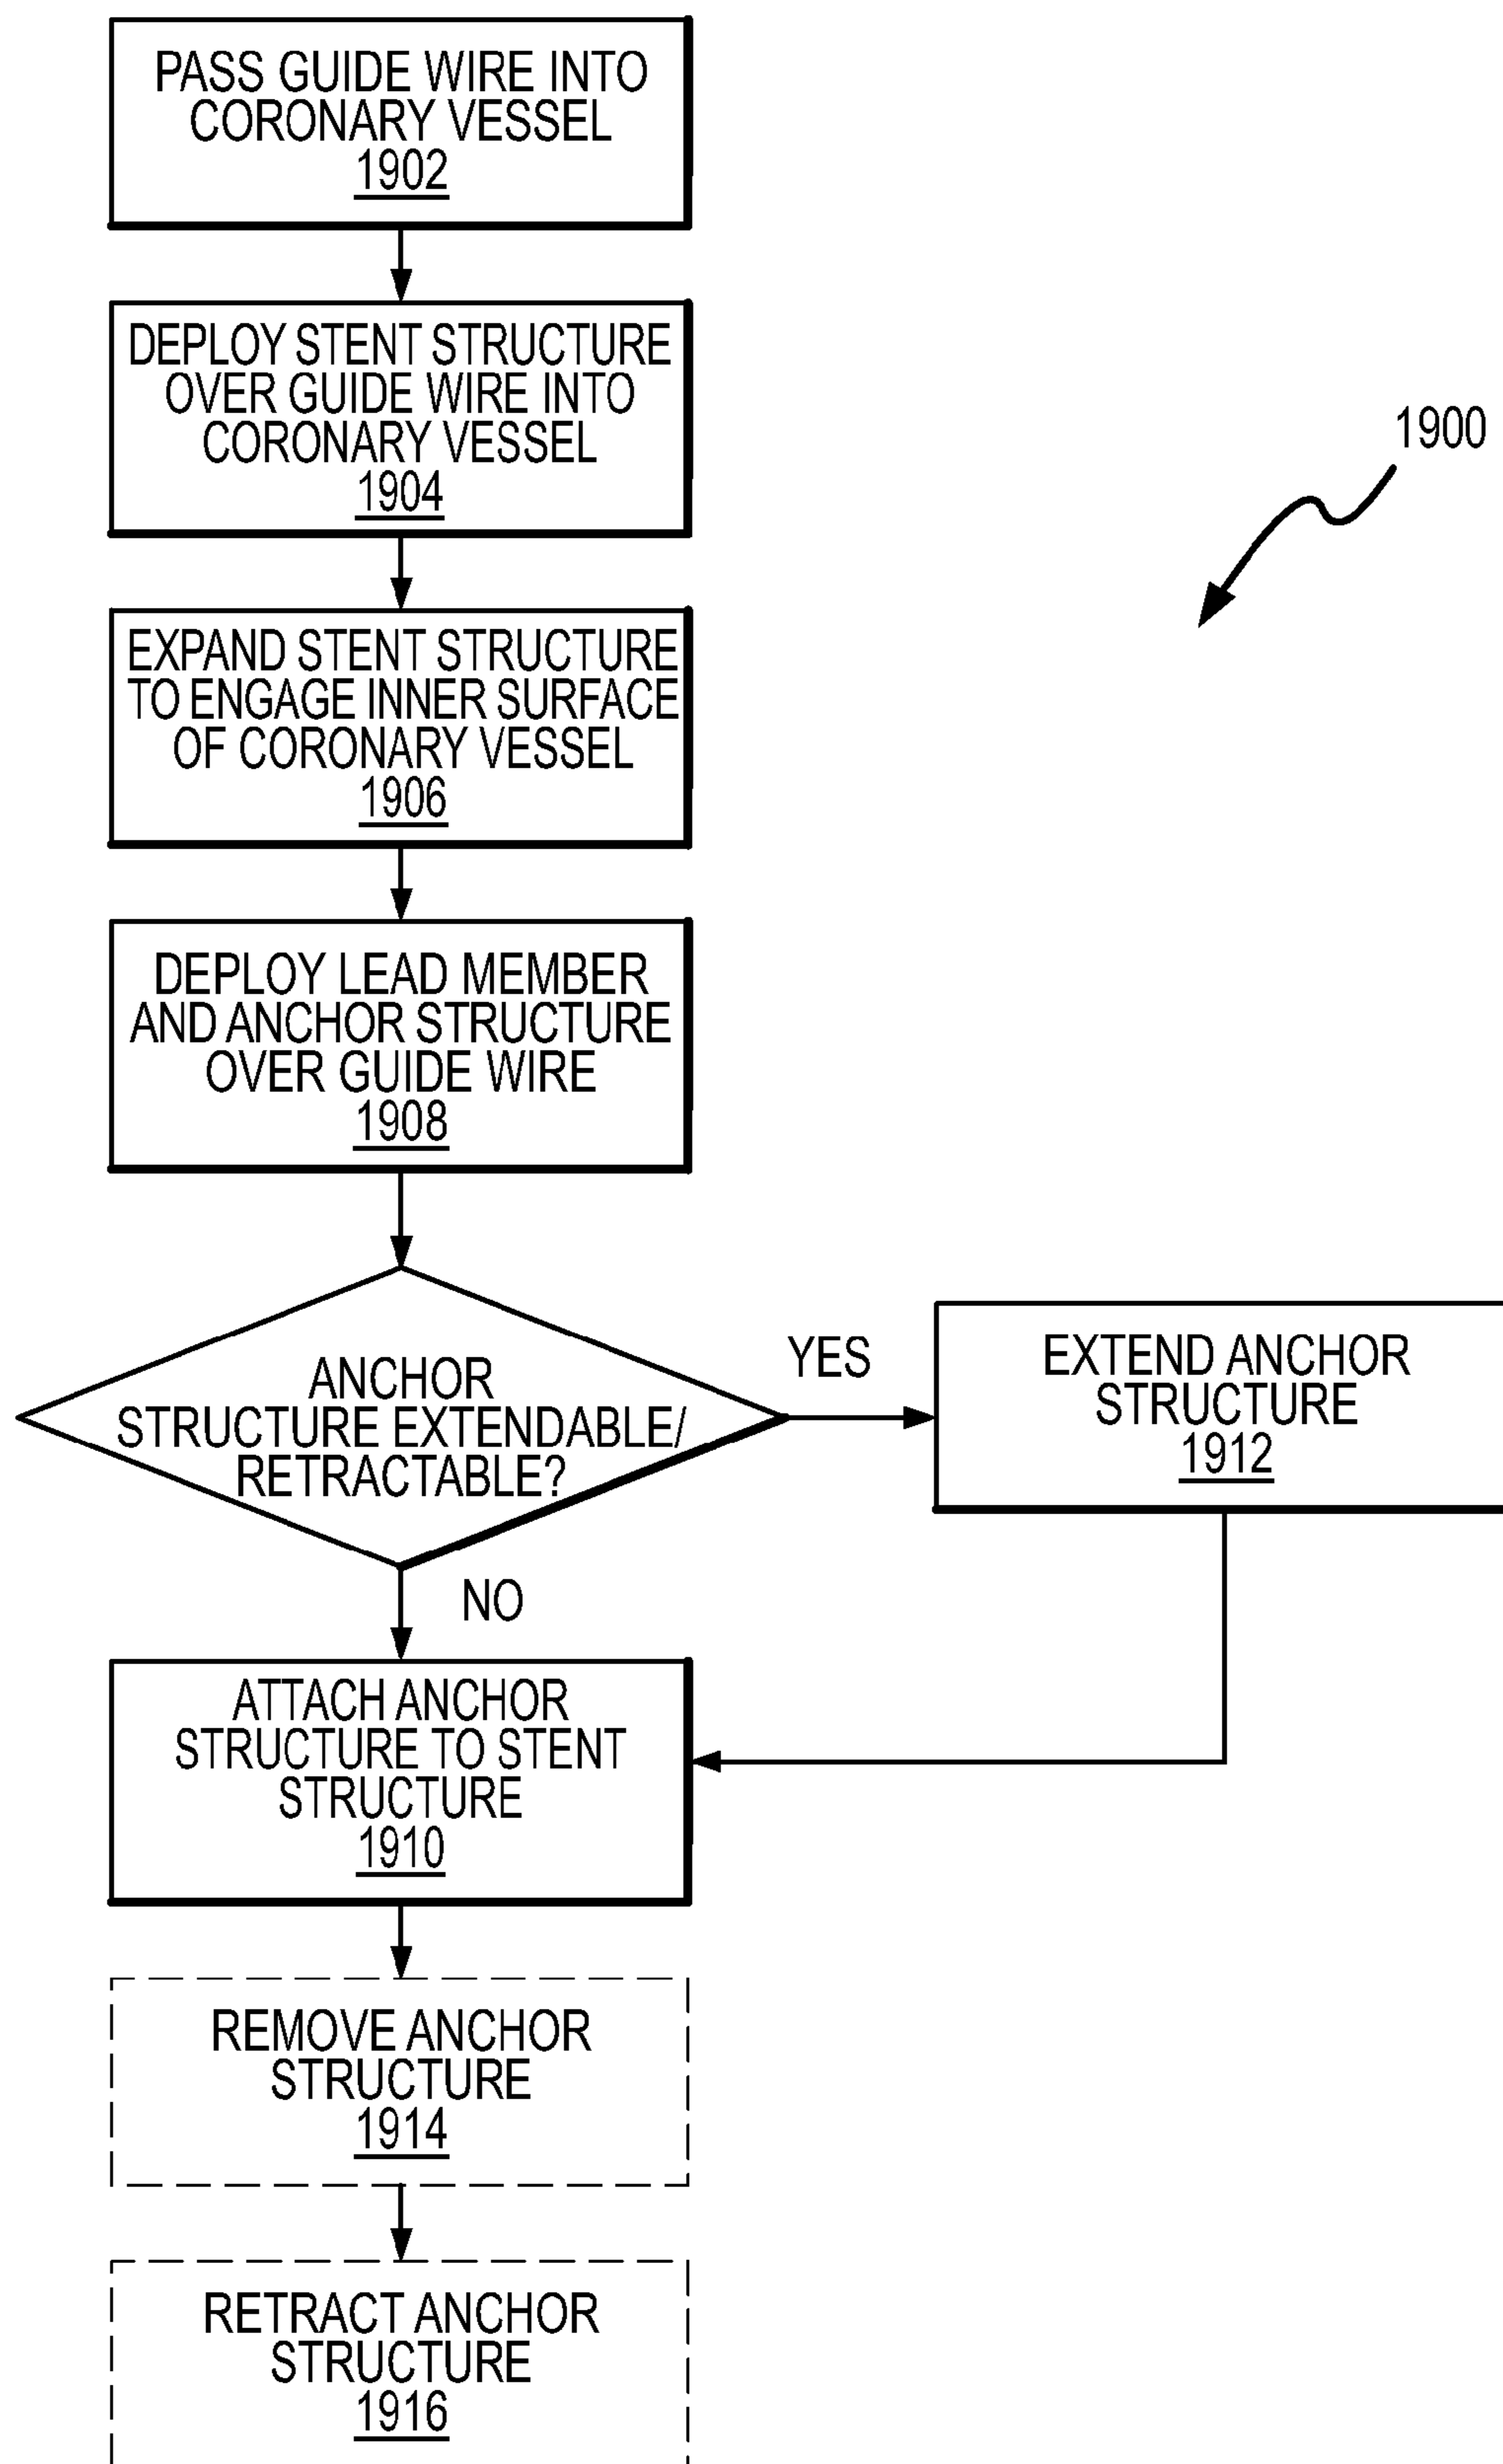 PASS GUIDE WIRE INTO
CORONARY VESSEL
1902
DEPLOY STENT STRUCTURE
OVER GUIDE WIRE INTO
CORONARY VESSEL
1904
1900
EXPAND STENT STRUCTURE
TO ENGAGE INNER SURFACE
OF CORONARY VESSEL
1906
DEPLOY LEAD MEMBER
AND ANCHOR STRUCTURE
OVER GUIDE WIRE
1908
ANCHOR
STRUCTURE EXTENDABLE/
RETRACTABLE?
YES
EXTEND ANCHOR
STRUCTURE
1912
NO
ATTACH ANCHOR
STRUCTURE TO STENT
STRUCTURE
1910
REMOVE ANCHOR
STRUCTURE
1914
RETRACT ANCHOR
STRUCTURE
1916